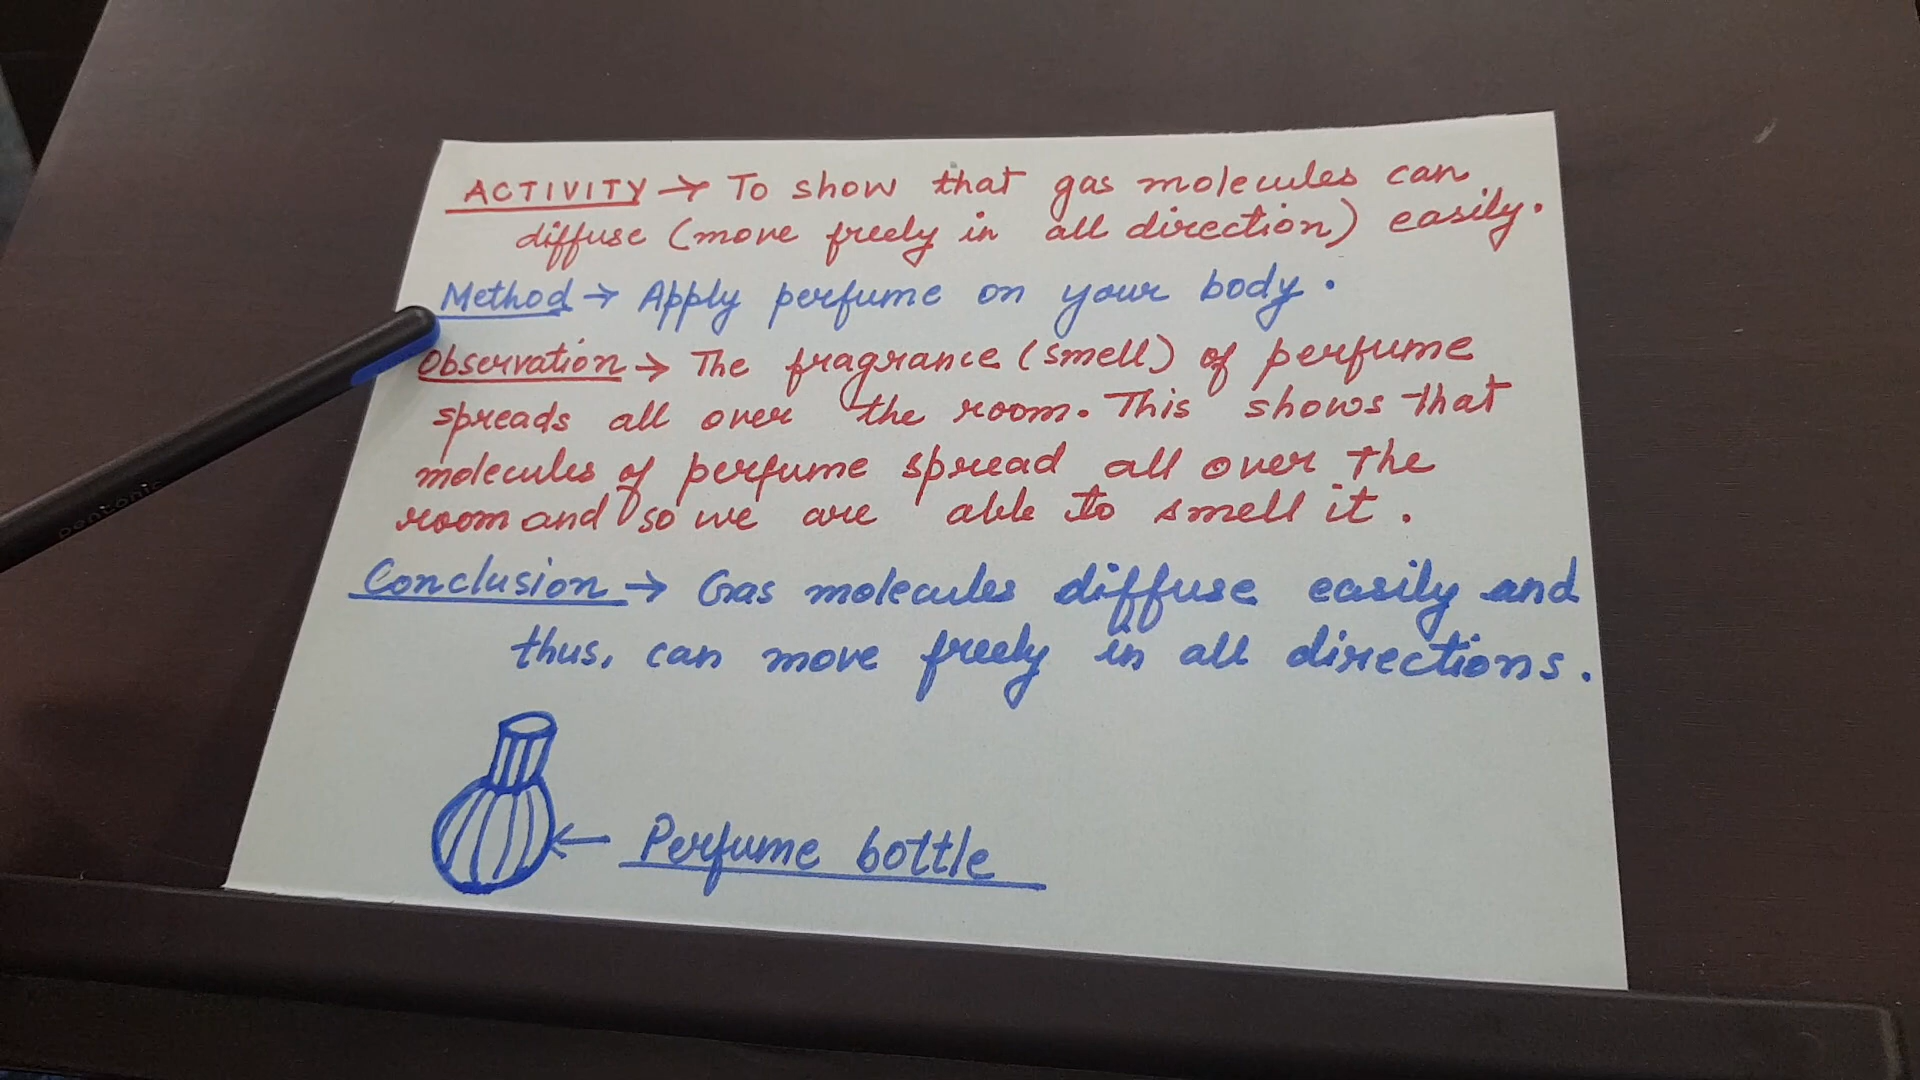 ACTIVITY → To show that gas molecules can
diffuse (move freely in all direction) easily.
Method → Apply perfume on your body.
Observation → The fragrance (smell) of perfume
spreads all over the room. This shows that
molecules of perfume spread all over the
room and so we are able to smell it.
Conclusion → Gas molecules diffuse easily and
thus, can move freely in all directions.
← Perfume bottle
pentonic